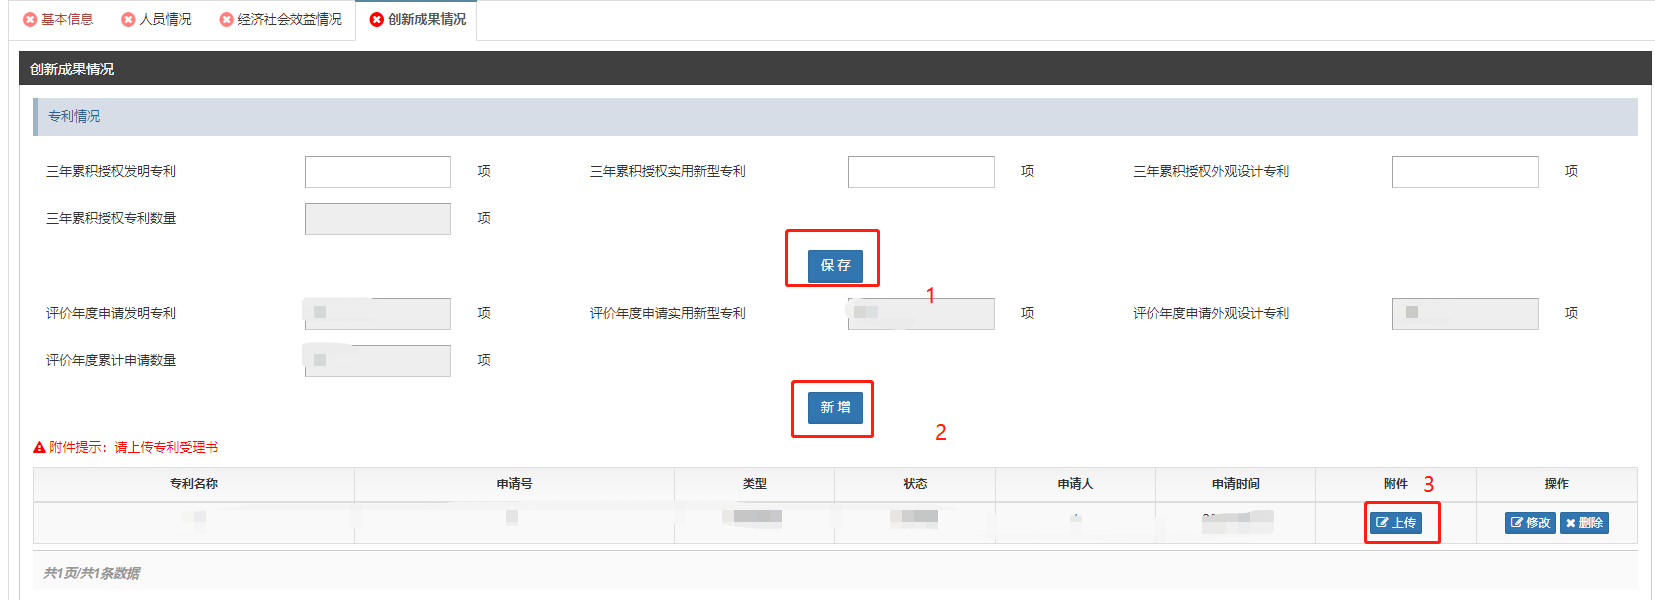 基本信息 人员情况 经济社会效益情况 创新成果情况
创新成果情况
专利情况
三年累积授权发明专利 项 三年累积授权实用新型专利 项 三年累积授权外观设计专利 项
三年累积授权专利数量 项
保存
1
评价年度申请发明专利 项 评价年度申请实用新型专利 项 评价年度申请外观设计专利 项
评价年度累计申请数量 项
新增
2
附件提示：请上传专利受理书
专利名称 申请号 类型 状态 申请人 申请时间 附件 3 操作
上传 修改 删除
共1页/共1条数据